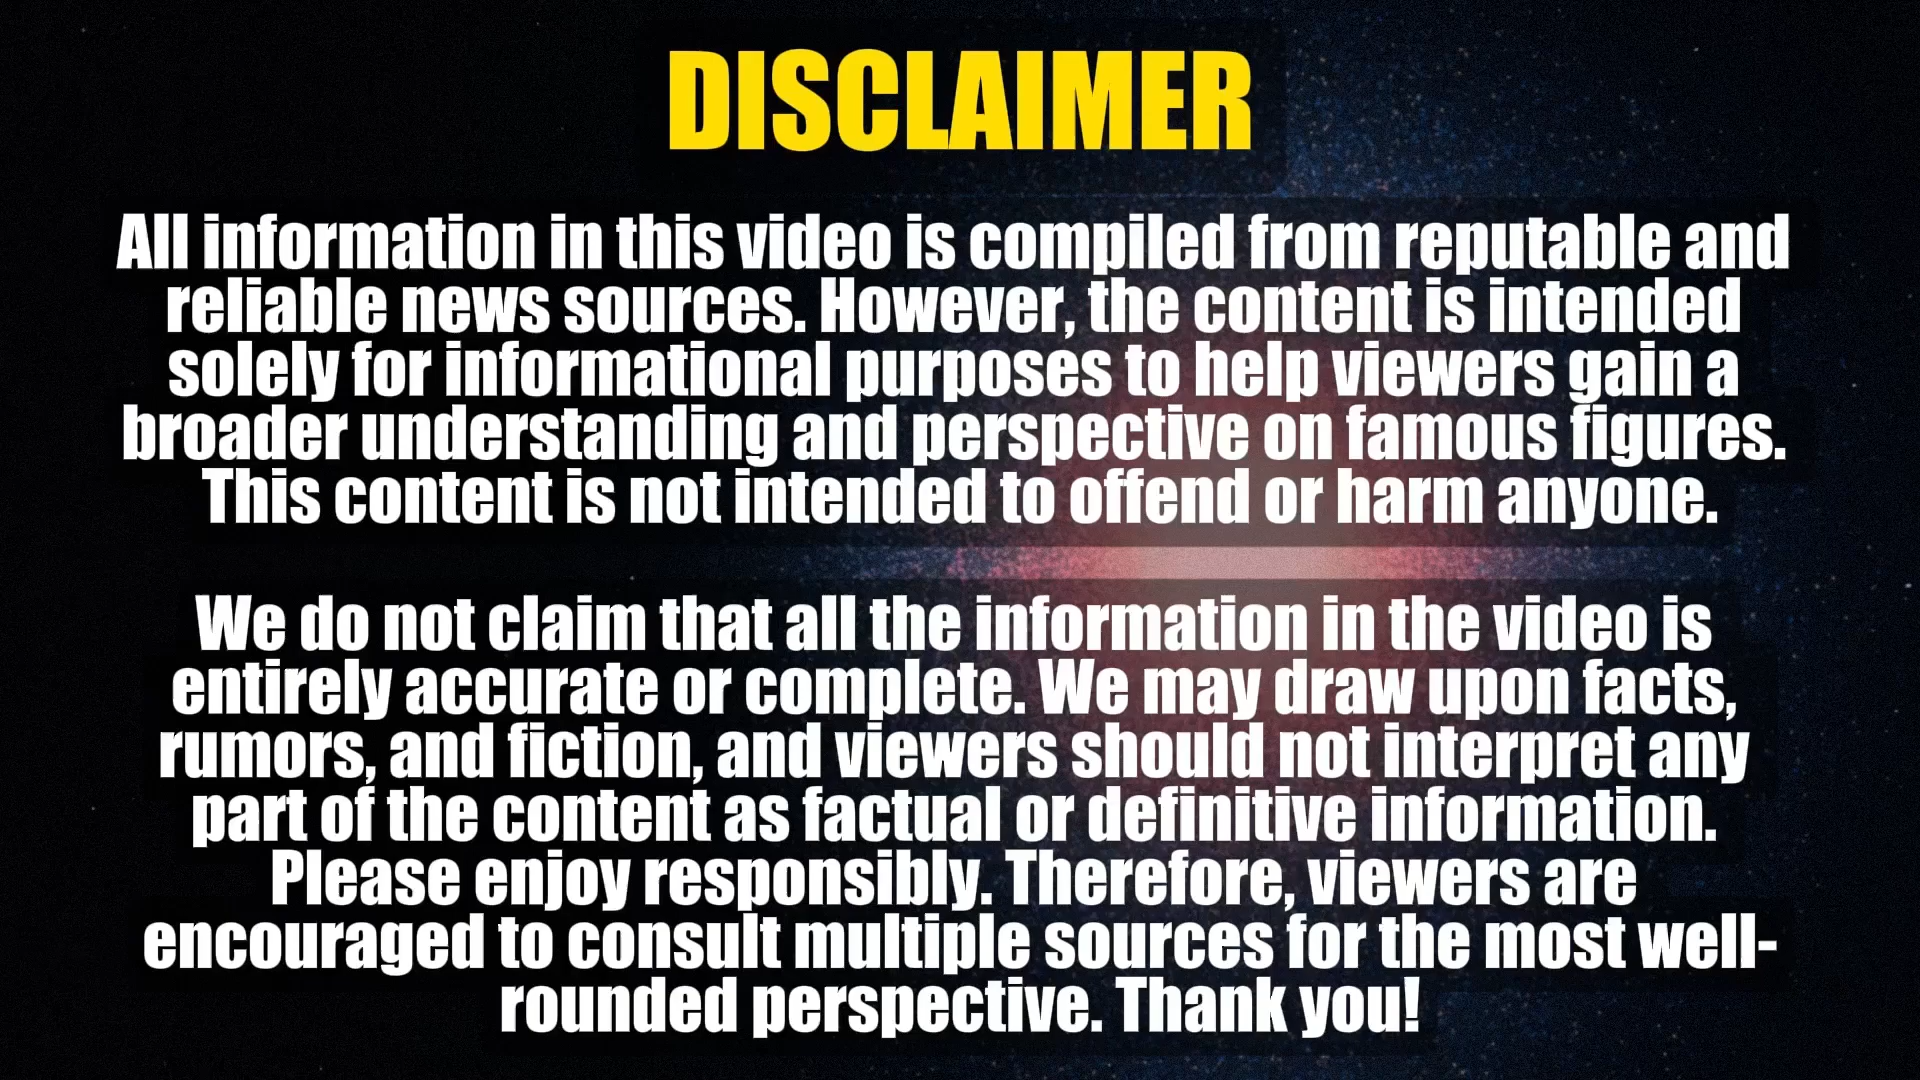 DISCLAIMER
All information in this video is compiled from reputable and
reliable news sources. However, the content is intended
solely for informational purposes to help viewers gain a
broader understanding and perspective on famous figures.
This content is not intended to offend or harm anyone.
We do not claim that all the information in the video is
entirely accurate or complete. We may draw upon facts,
rumors, and fiction, and viewers should not interpret any
part of the content as factual or definitive information.
Please enjoy responsibly. Therefore, viewers are
encouraged to consult multiple sources for the most well-
rounded perspective. Thank you!